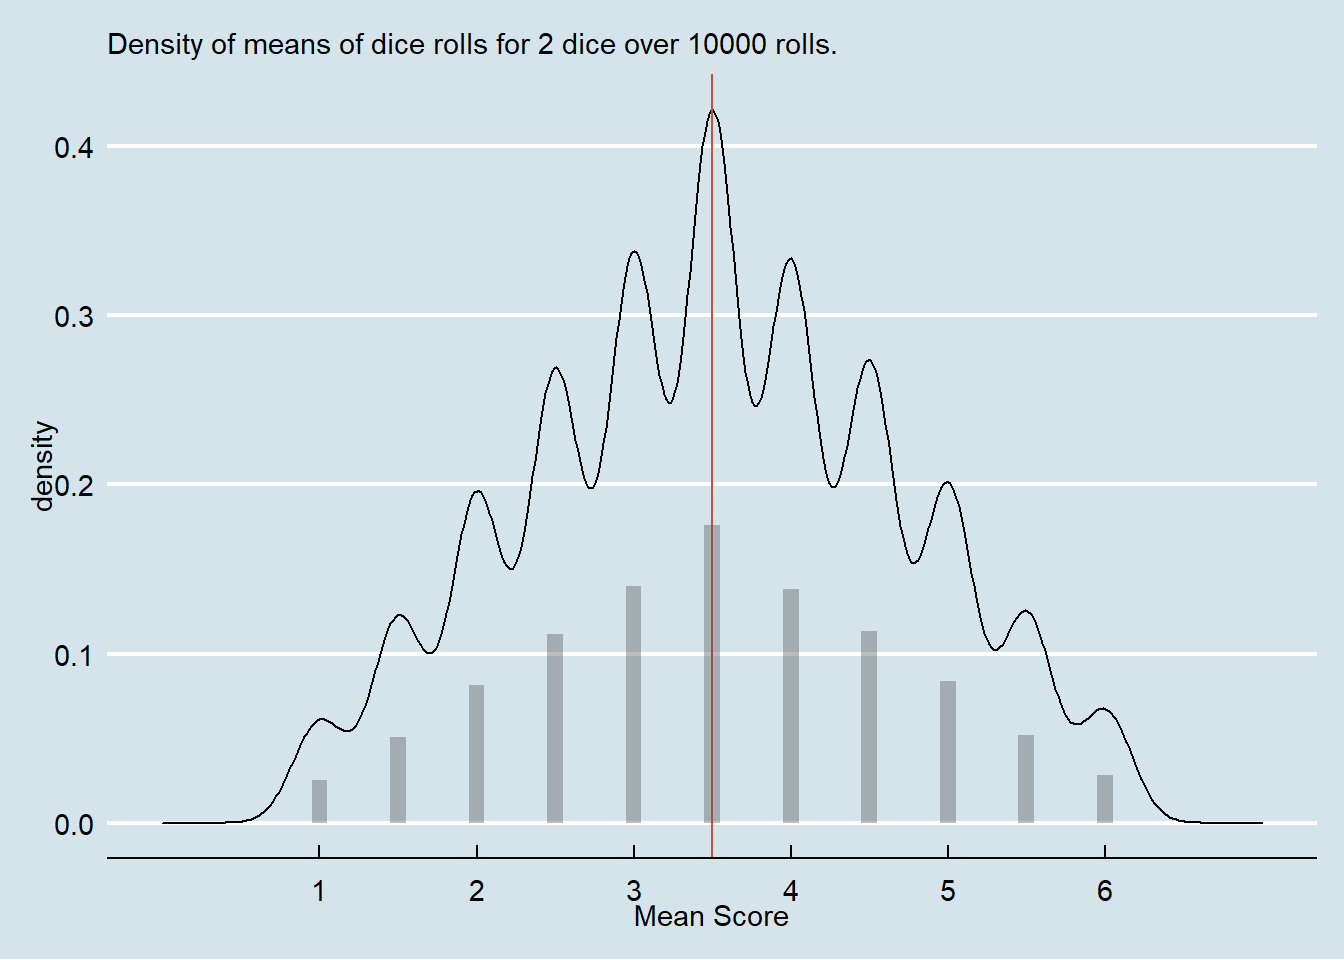 Density of means of dice rolls for 2 dice over 10000 rolls.
0.4
0.3
density
0.2
0.1
0.0
1 2 3 4 5 6
Mean Score